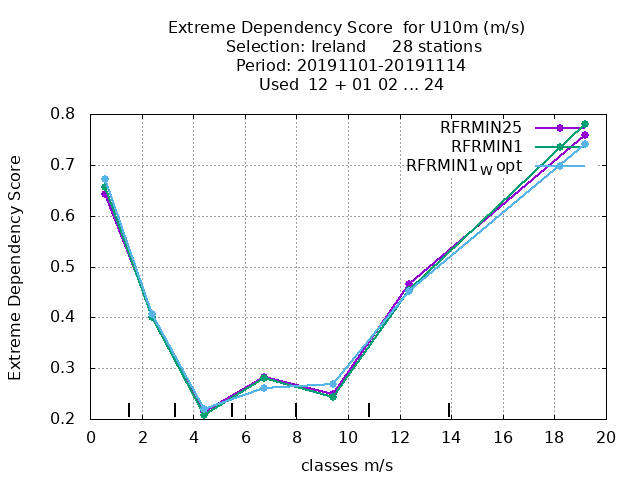 Extreme Dependency Score  for U10m (m/s)
Selection: Ireland     28 stations
Period: 20191101-20191114
Used  12 + 01 02 ... 24
RFRMIN25
RFRMIN1
RFRMIN1W opt
Extreme Dependency Score
0.8
0.7
0.6
0.5
0.4
0.3
0.2
0 2 4 6 8 10 12 14 16 18 20
classes m/s